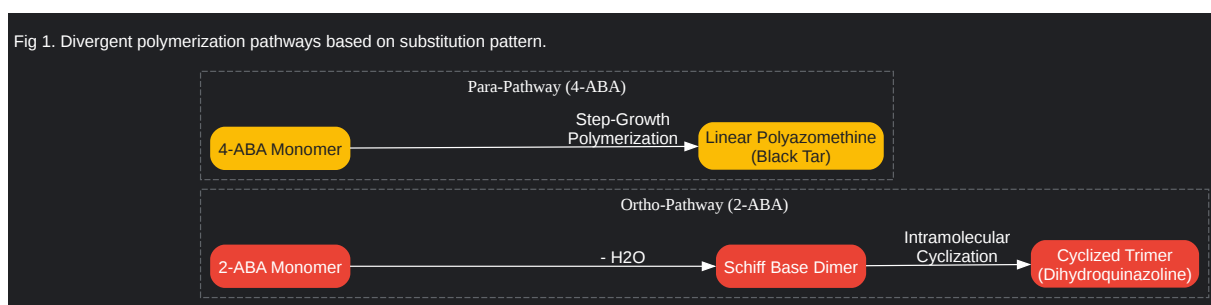 Fig 1. Divergent polymerization pathways based on substitution pattern.
Para-Pathway (4-ABA)
4-ABA Monomer
Step-Growth
Polymerization
Linear Polyazomethine
(Black Tar)
Ortho-Pathway (2-ABA)
2-ABA Monomer
- H2O
Schiff Base Dimer
Intramolecular
Cyclization
Cyclized Trimer
(Dihydroquinazoline)